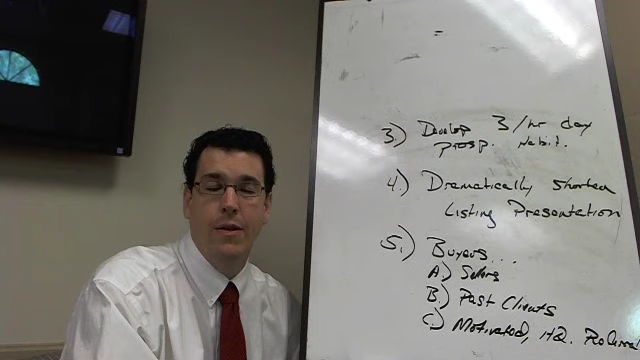 3.) Develop 3/hr day
prosp. Habit.
4.) Dramatically shorten
Listing Presentation
5.) Buyers...
A.) Sellers
B.) Past Clients
C.) Motivated, HQ.